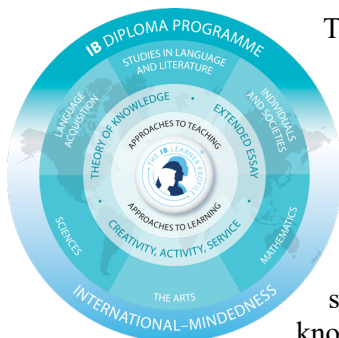 IB DIPLOMA PROGRAMME
STUDIES IN LANGUAGE
AND LITERATURE
LANGUAGE
ACQUISITION
INDIVIDUALS
AND SOCIETIES
THEORY OF KNOWLEDGE
EXTENDED ESSAY
APPROACHES TO TEACHING
THE IB LEARNER PROFILE
APPROACHES TO LEARNING
CREATIVITY, ACTIVITY, SERVICE
SCIENCES
MATHEMATICS
THE ARTS
INTERNATIONAL-MINDEDNESS
T
s
kno